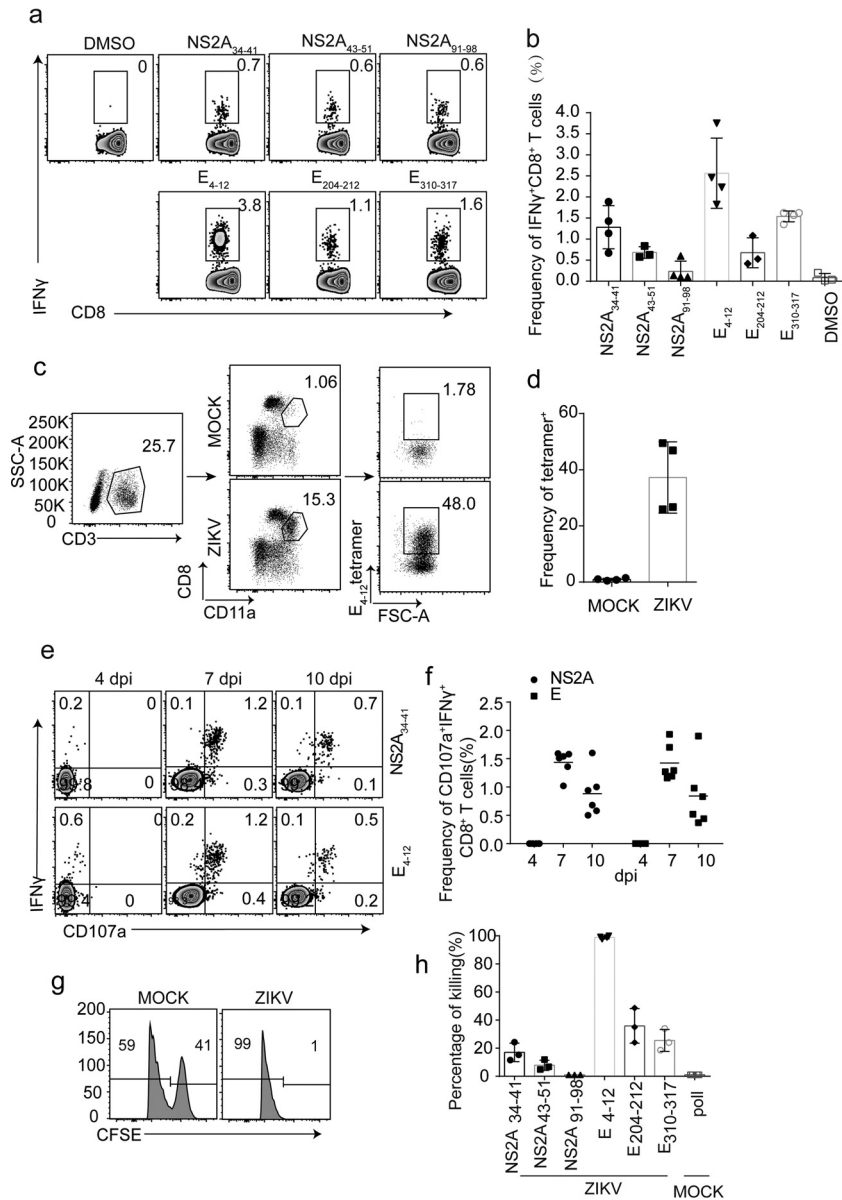 a
DMSO NS2A34-41 NS2A43-51 NS2A91-98
0 0.7 0.6 0.6
E4-12 E204-212 E310-317
3.8 1.1 1.6
IFNγ
CD8
b
Frequency of IFNγ+CD8+ T cells (%)
4.0
3.5
3.0
2.5
2.0
1.5
1.0
0.5
0.0
NS2A34-41 NS2A43-51 NS2A91-98 E4-12 E204-212 E310-317 DMSO
c
SSC-A
250K
200K
150K
100K
50K
0
25.7
CD3
MOCK 1.06 1.78
ZIKV 15.3 48.0
CD8
CD11a
E4-12tetramer
FSC-A
d
Frequency of tetramer+
60
40
20
0
MOCK ZIKV
e
4 dpi 7 dpi 10 dpi
0.2 0 0.1 1.2 0.1 0.7
99.8 0 98.4 0.3 99 0.1
NS2A34-41
0.6 0 0.2 1.2 0.1 0.5
99.4 0 0.4 0.2
E4-12
IFNγ
CD107a
f
NS2A
E
Frequency of CD107a+IFNγ+
CD8+ T cells(%)
2.5
2.0
1.5
1.0
0.5
0.0
4 7 10 4 7 10
dpi
g
MOCK ZIKV
200
150
100
50
0
59 41 99 1
CFSE
h
Percentage of killing(%)
100
80
60
40
20
0
NS2A 34-41 NS2A43-51 NS2A 91-98 E 4-12 E204-212 E310-317 poll
ZIKV MOCK